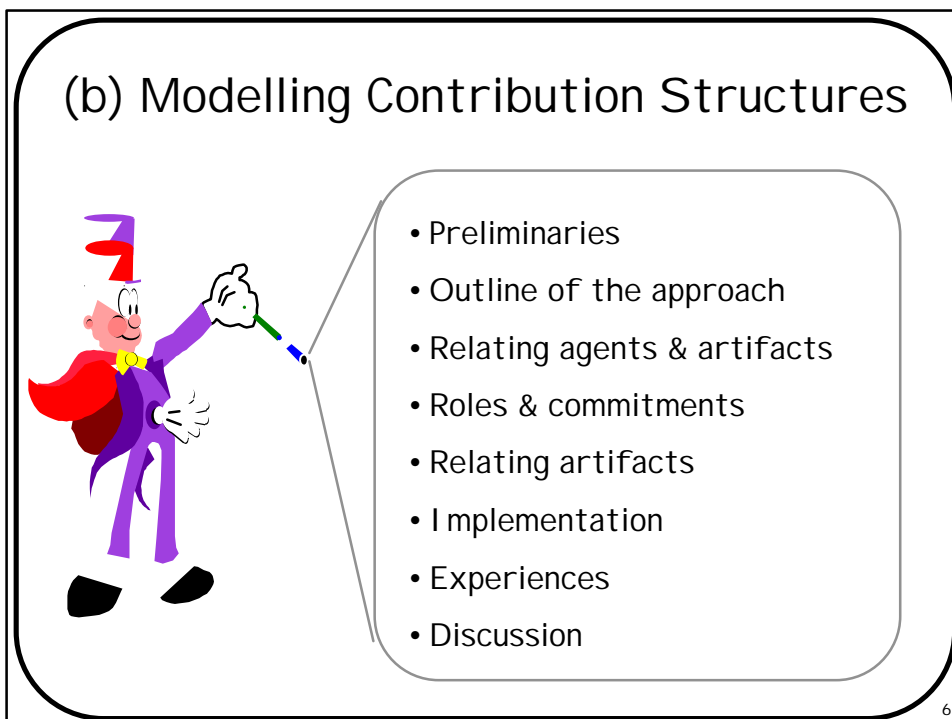 (b) Modelling Contribution Structures
• Preliminaries
• Outline of the approach
• Relating agents & artifacts
• Roles & commitments
• Relating artifacts
• Implementation
• Experiences
• Discussion
6